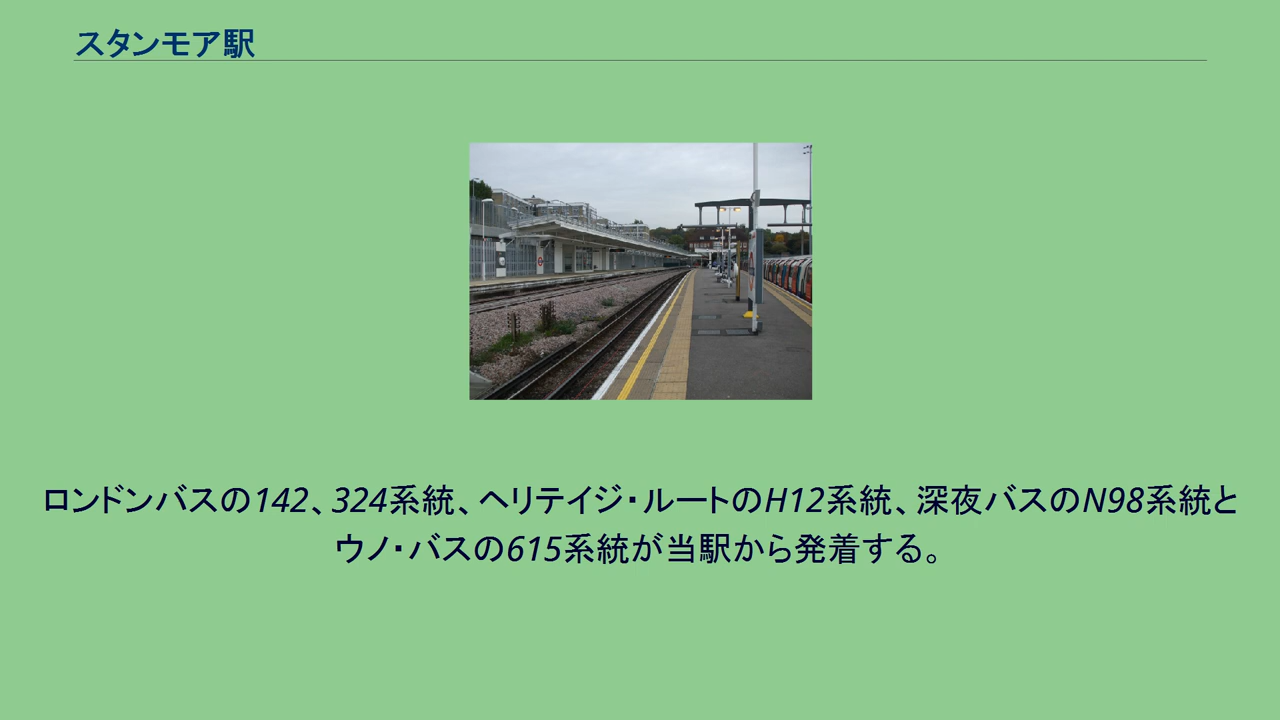 スタンモア駅
ロンドンバスの142、324系統、ヘリテイジ・ルートのH12系統、深夜バスのN98系統と
ウノ・バスの615系統が当駅から発着する。